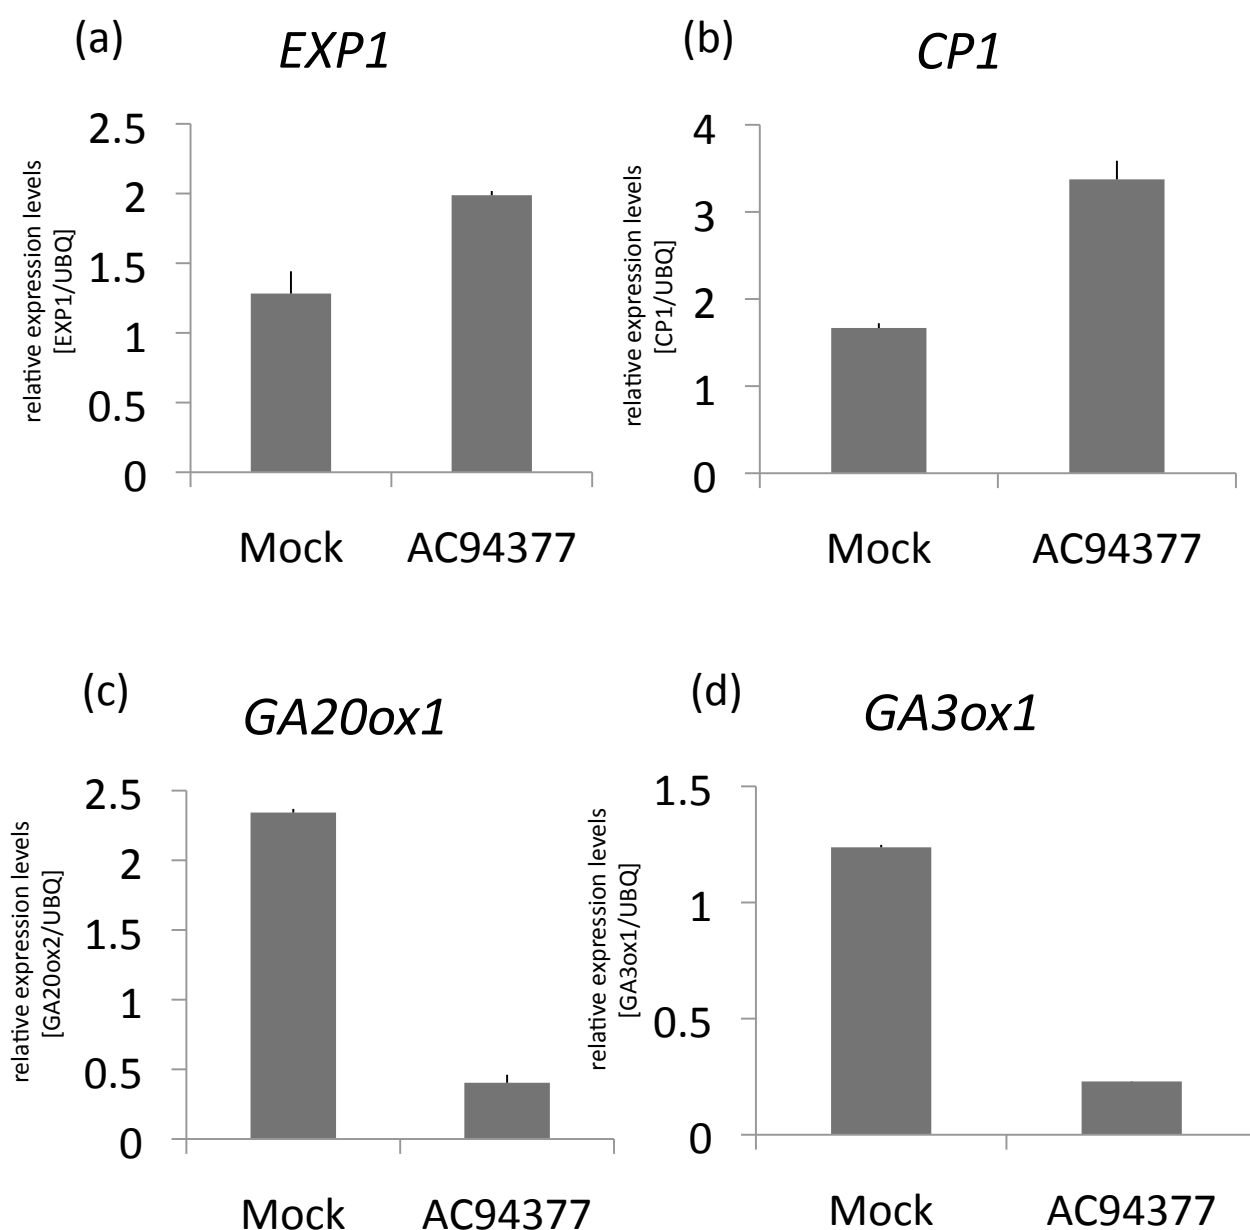 (a)
EXP1
relative expression levels
[EXP1/UBQ]
2.5
2
1.5
1
0.5
0
Mock
AC94377
(b)
CP1
relative expression levels
[CP1/UBQ]
4
3
2
1
0
Mock
AC94377
(c)
GA20ox1
relative expression levels
[GA20ox2/UBQ]
2.5
2
1.5
1
0.5
0
Mock
AC94377
(d)
GA3ox1
relative expression levels
[GA3ox1/UBQ]
1.5
1
0.5
0
Mock
AC94377